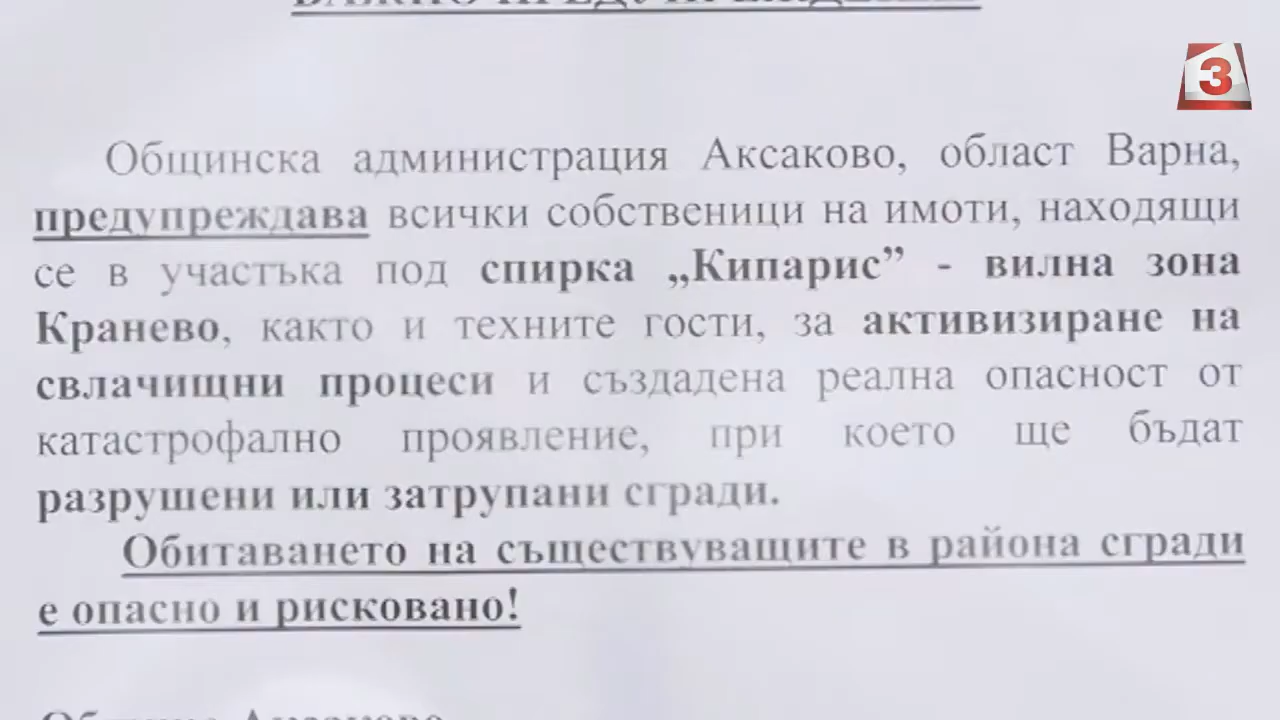 3
Общинска администрация Аксаково, област Варна,
предупреждава всички собственици на имоти, находящи
се в участъка под спирка „Кипарис” - вилна зона
Кранево, както и техните гости, за активизиране на
свлачищни процеси и създадена реална опасност от
катастрофално проявление, при което ще бъдат
разрушени или затрупани сгради.
Обитаването на съществуващите в района сгради
е опасно и рисковано!